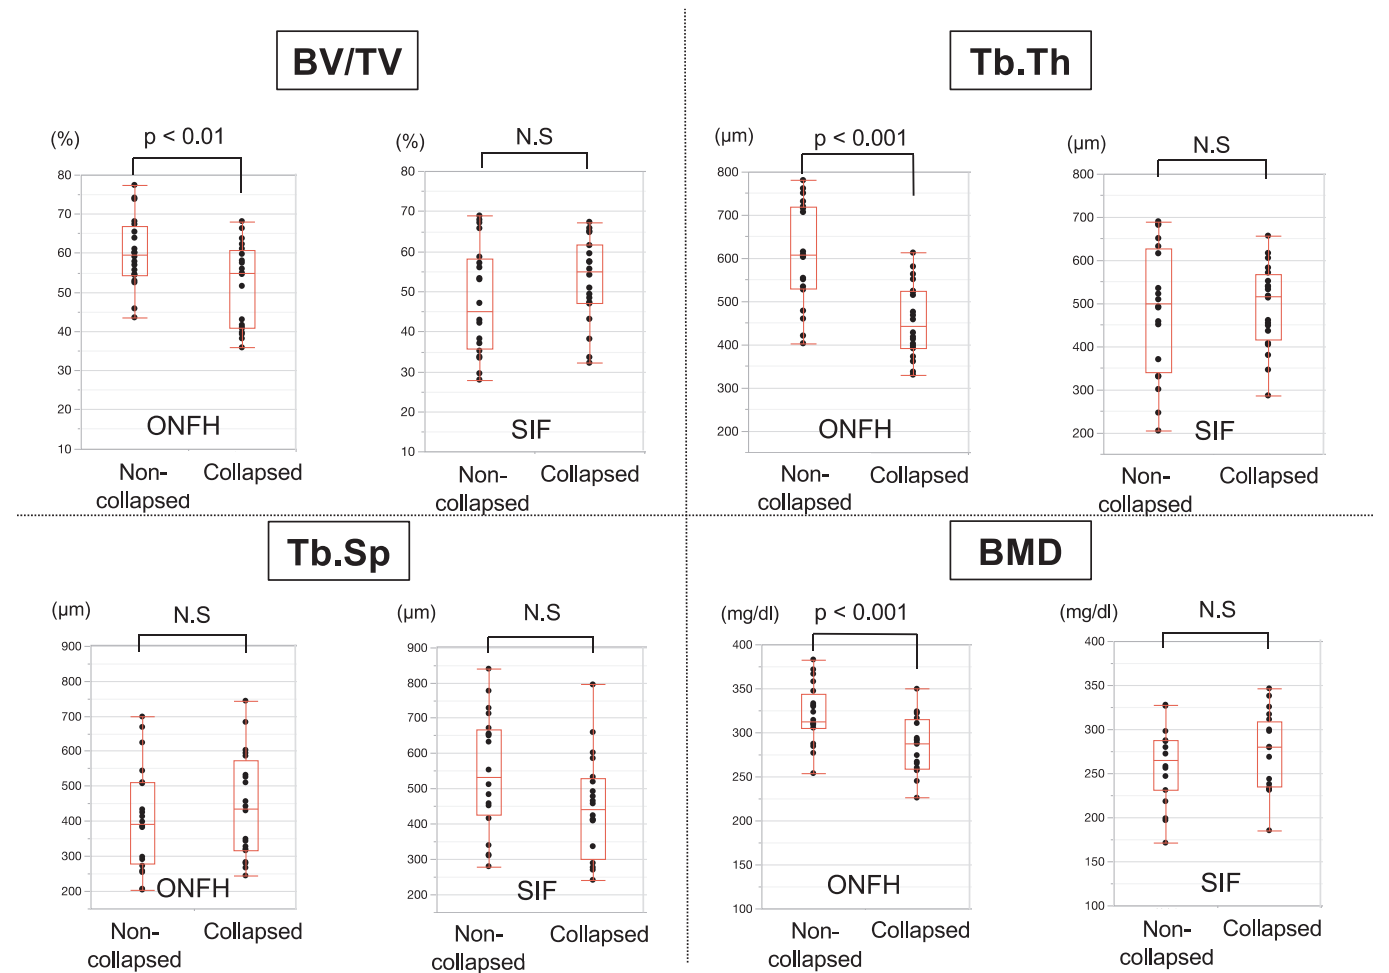 BV/TV
(%)
p < 0.01
80
70
60
50
40
30
20
10
ONFH
Non-
collapsed
Collapsed
(%)
N.S
80
70
60
50
40
30
20
10
SIF
Non-
collapsed
Collapsed
Tb.Th
(µm)
p < 0.001
800
700
600
500
400
300
200
ONFH
Non-
collapsed
Collapsed
(µm)
N.S
800
700
600
500
400
300
200
SIF
Non-
collapsed
Collapsed
Tb.Sp
(µm)
N.S
900
800
700
600
500
400
300
200
ONFH
Non-
collapsed
Collapsed
(µm)
N.S
900
800
700
600
500
400
300
200
SIF
Non-
collapsed
Collapsed
BMD
(mg/dl)
p < 0.001
400
350
300
250
200
150
100
ONFH
Non-
collapsed
Collapsed
(mg/dl)
N.S
400
350
300
250
200
150
100
SIF
Non-
collapsed
Collapsed